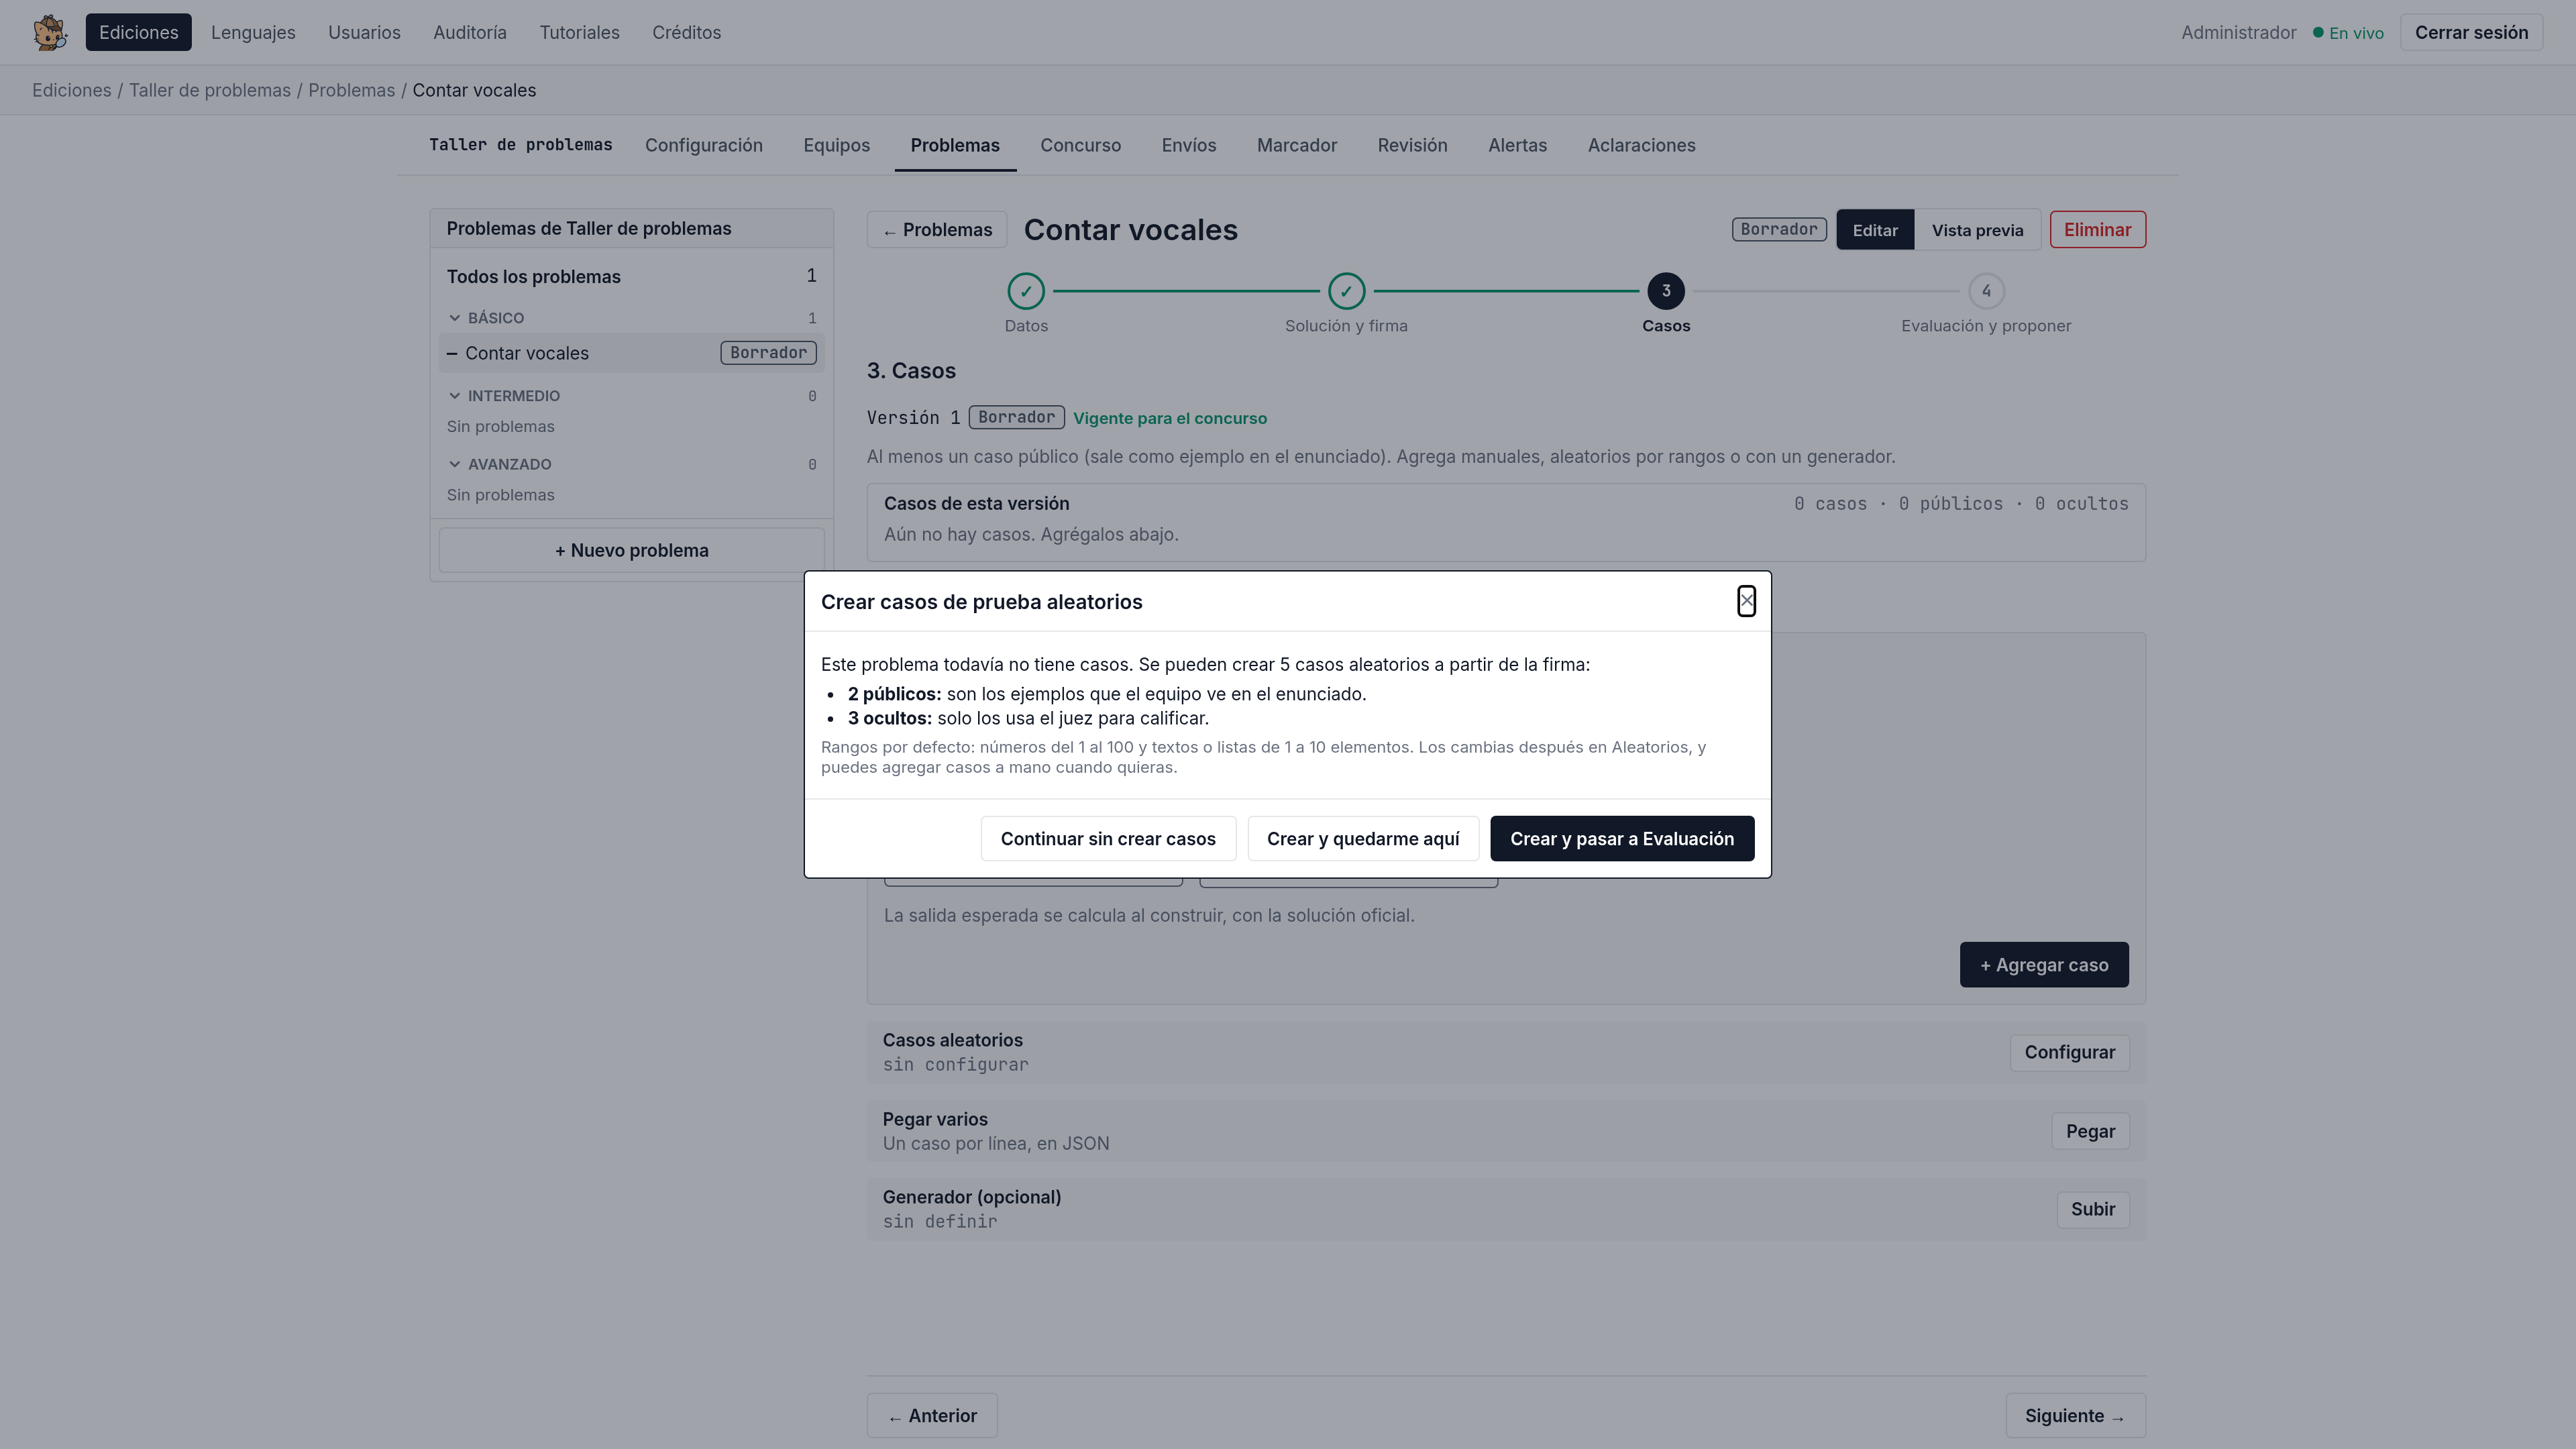 Ediciones Lenguajes Usuarios Auditoría Tutoriales Créditos Administrador En vivo Cerrar sesión
Ediciones / Taller de problemas / Problemas / Contar vocales
Taller de problemas Configuración Equipos Problemas Concurso Envíos Marcador Revisión Alertas Aclaraciones
Problemas de Taller de problemas
Todos los problemas 1
BÁSICO 1
– Contar vocales Borrador
INTERMEDIO 0
Sin problemas
AVANZADO 0
Sin problemas
+ Nuevo problema
← Problemas Contar vocales Borrador Editar Vista previa Eliminar
✓ ✓ 3 4
Datos Solución y firma Casos Evaluación y proponer
3. Casos
Versión 1 Borrador Vigente para el concurso
Al menos un caso público (sale como ejemplo en el enunciado). Agrega manuales, aleatorios por rangos o con un generador.
Casos de esta versión 0 casos · 0 públicos · 0 ocultos
Aún no hay casos. Agrégalos abajo.
Crear casos de prueba aleatorios ×
Este problema todavía no tiene casos. Se pueden crear 5 casos aleatorios a partir de la firma:
• 2 públicos: son los ejemplos que el equipo ve en el enunciado.
• 3 ocultos: solo los usa el juez para calificar.
Rangos por defecto: números del 1 al 100 y textos o listas de 1 a 10 elementos. Los cambias después en Aleatorios, y
puedes agregar casos a mano cuando quieras.
Continuar sin crear casos Crear y quedarme aquí Crear y pasar a Evaluación
La salida esperada se calcula al construir, con la solución oficial.
+ Agregar caso
Casos aleatorios
sin configurar
Configurar
Pegar varios
Un caso por línea, en JSON
Pegar
Generador (opcional)
sin definir
Subir
← Anterior Siguiente →